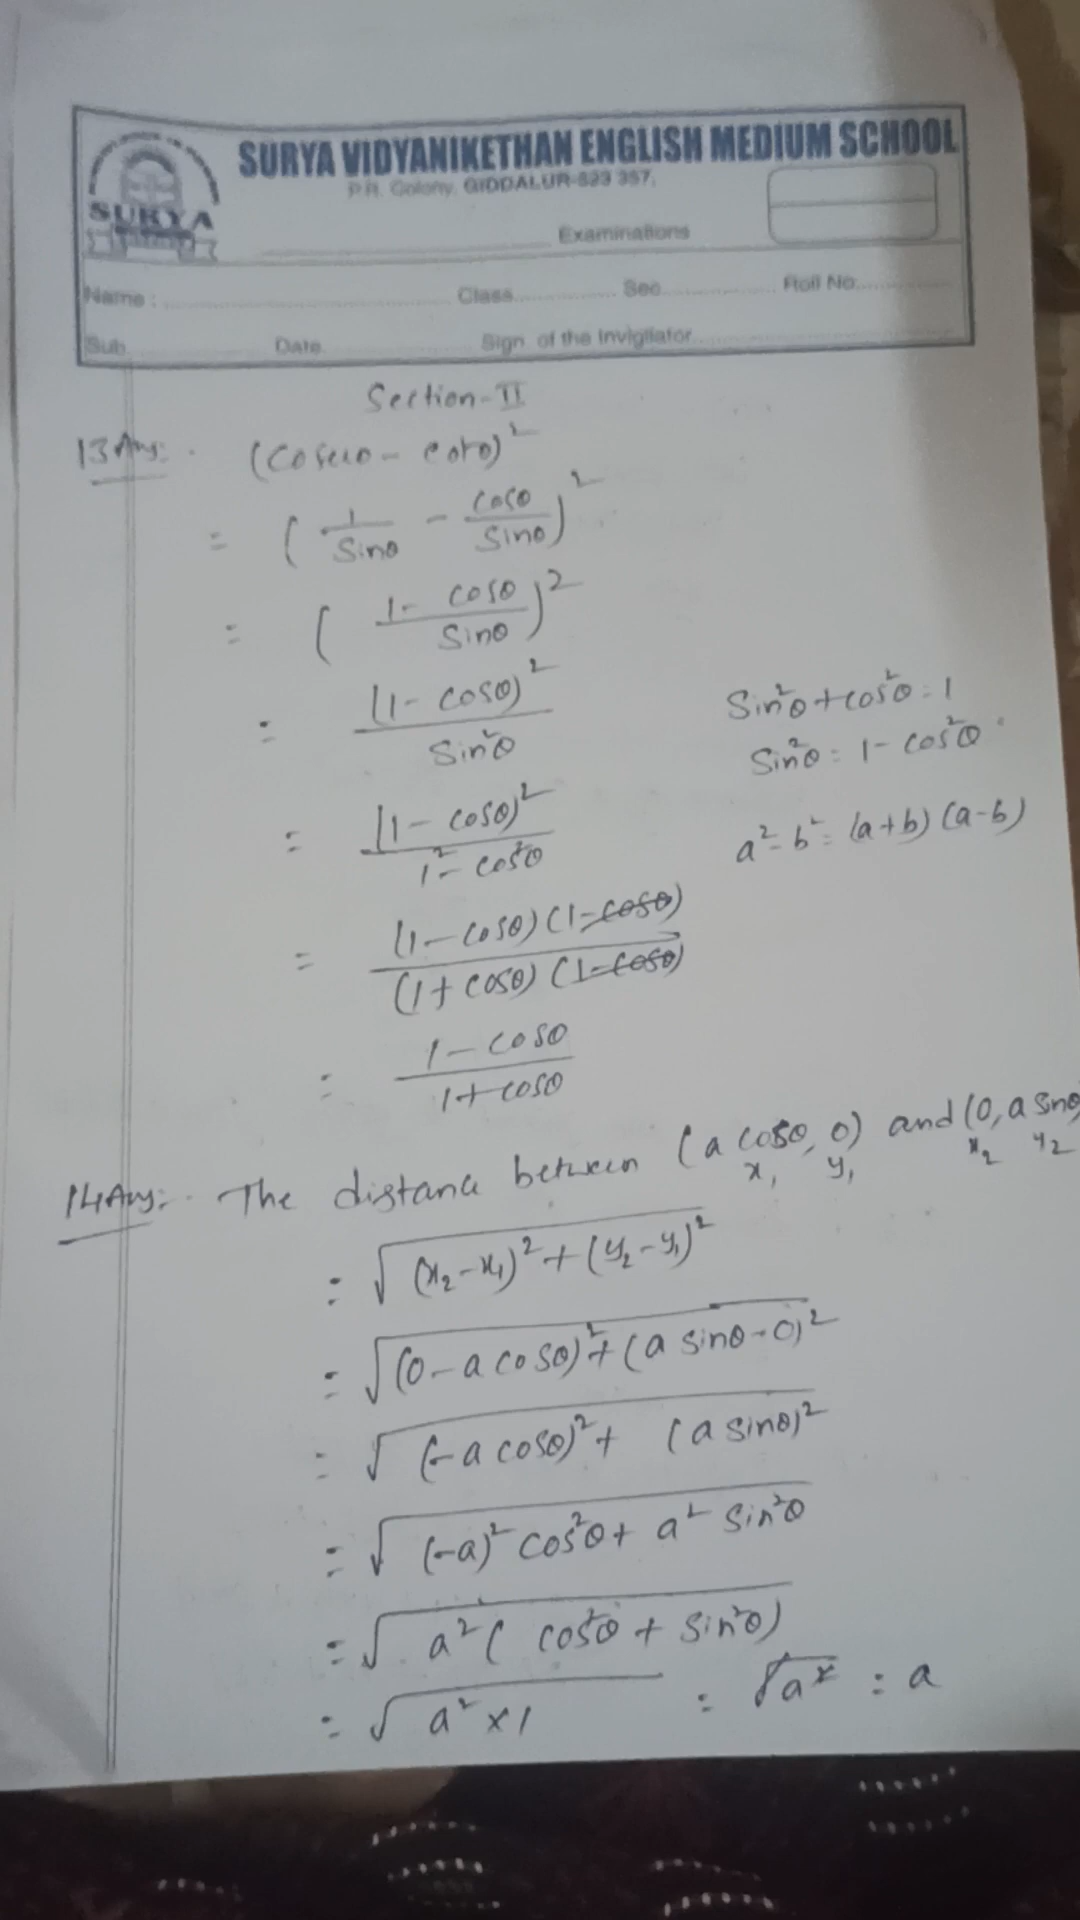 SURYA VIDYANIKETHAN ENGLISH MEDIUM SCHOOL
P.R. Colony, GIDDALUR-523 357.
SURYA
Examinations
Name : Class Sec Roll No
Sub Date Sign. of the Invigilator
Section-II
13 Ans: (cosecθ - cotθ)²
= (1/Sinθ - cosθ/Sinθ)²
= (1- cosθ/Sinθ)²
= (1- cosθ)²/Sin²θ
Sin²θ + cos²θ = 1
Sin²θ = 1- cos²θ
= (1- cosθ)²/1²- cos²θ
a²-b² = (a+b) (a-b)
= (1- cosθ) (1-cosθ)/(1+ cosθ) (1-cosθ)
= 1- cosθ/1+ cosθ
14 Ans: The distance between (a cosθ, 0) and (0, a sinθ
x₁ y₁ x₂ y₂
= √(x₂-x₁)² + (y₂-y₁)²
= √(0-a cosθ)² + (a sinθ-0)²
= √(-a cosθ)² + (a sinθ)²
= √(-a)² cos²θ + a² sin²θ
= √a² ( cos²θ + sin²θ)
= √a² x1 = √a² = a